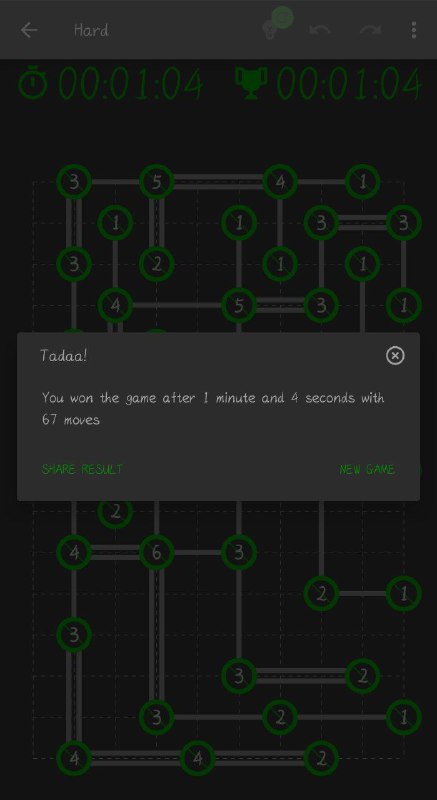 Hard
00:01:04 00:01:04
3 5 4 1
1 1 3 3
3 2 1 1
4 5 3 1
Tadaa!
You won the game after 1 minute and 4 seconds with
67 moves
SHARE RESULT NEW GAME
2
4 6 3
2 1
3
3 2
3 2 1
4 4 2